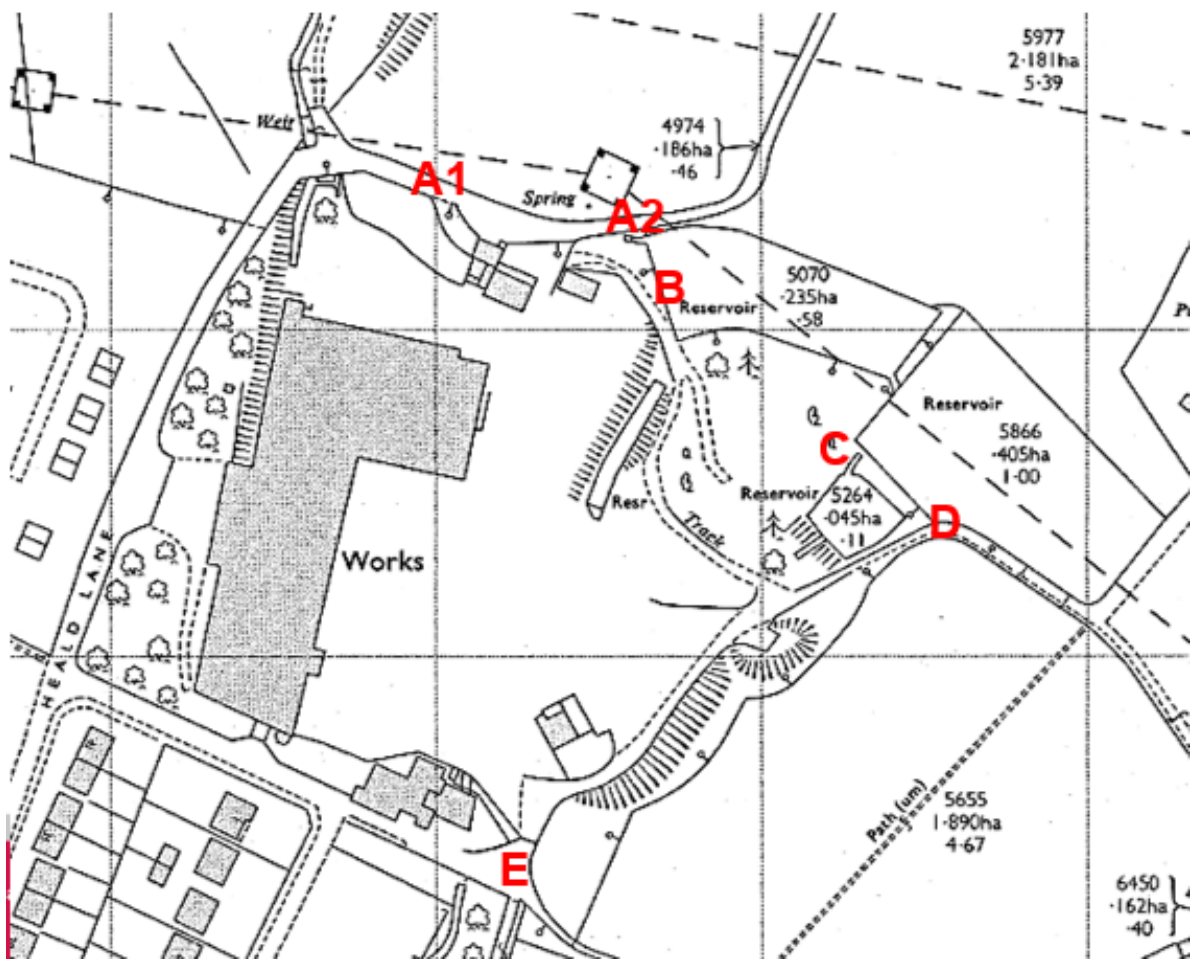 5977
2·181ha
5·39
Weir
4974
·186ha
·46
A1
Spring
A2
B
5070
·235ha
·58
Reservoir
Reservoir
5866
·405ha
1·00
C
Reservoir
5264
·045ha
·11
Resr
Track
D
Works
HEALD LANE
Path (um)
5655
1·890ha
4·67
E
6450
·162ha
·40